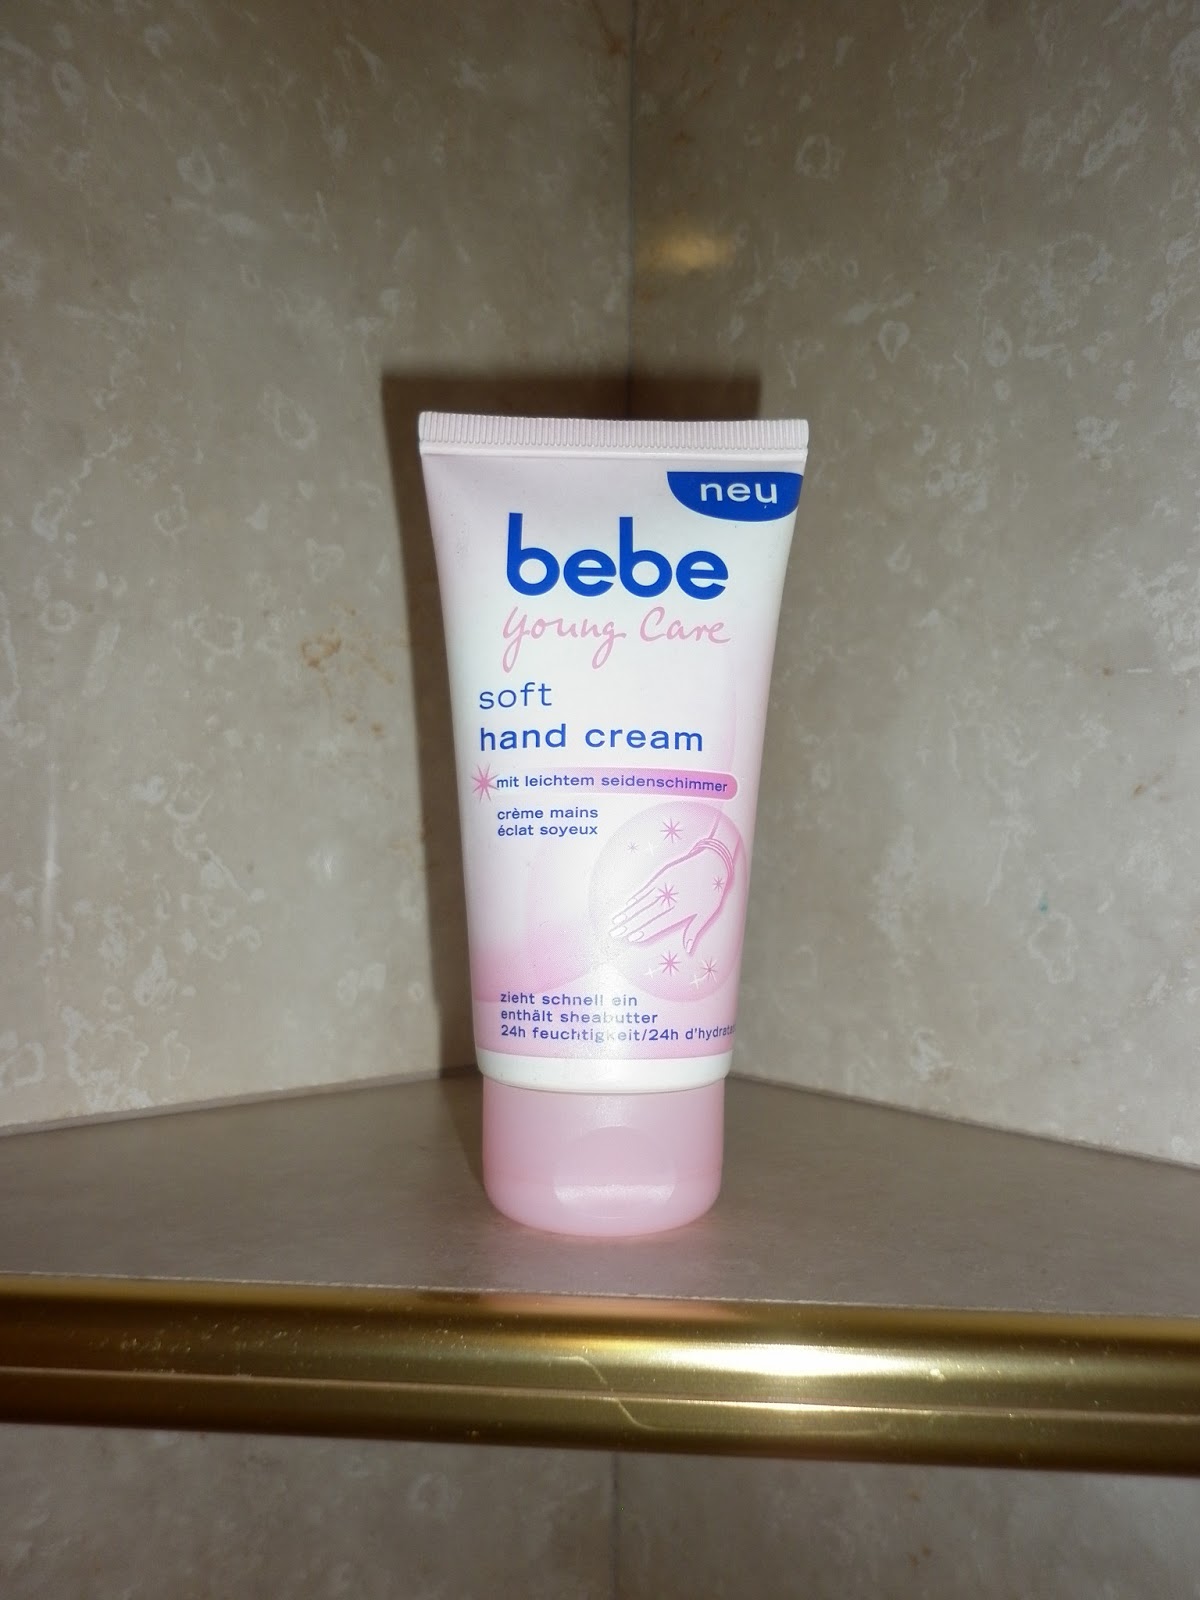 neu
bebe
young care
soft
hand cream
mit leichtem seidenschimmer
crème mains
éclat soyeux
zieht schnell ein
enthält sheabutter
24h feuchtigkeit/24h